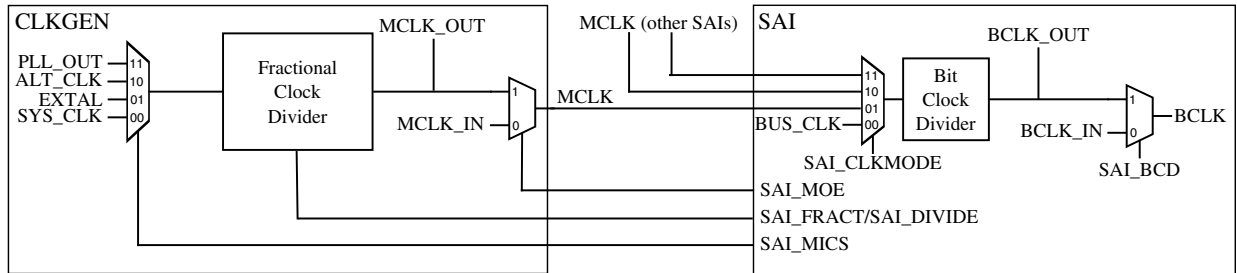 CLKGEN
PLL_OUT
ALT_CLK
EXTAL
SYS_CLK
11
10
01
00
Fractional
Clock
Divider
MCLK_OUT
MCLK_IN
1
0
MCLK
MCLK (other SAIs)
SAI
BUS_CLK
11
10
01
00
SAI_CLKMODE
Bit
Clock
Divider
BCLK_OUT
BCLK_IN
1
0
BCLK
SAI_BCD
SAI_MOE
SAI_FRACT/SAI_DIVIDE
SAI_MICS